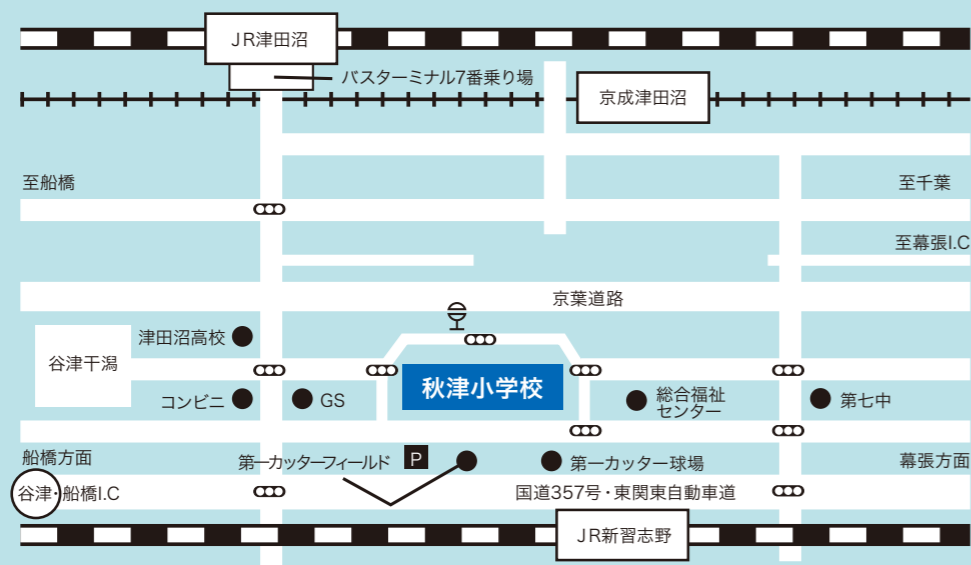 JR津田沼
バスターミナル7番乗り場
京成津田沼
至船橋
至千葉
至幕張I.C
京葉道路
津田沼高校
谷津干潟
秋津小学校
コンビニ
GS
総合福祉
センター
第七中
船橋方面
第一カッターフィールド
P
第一カッター球場
幕張方面
谷津・船橋I.C
国道357号・東関東自動車道
JR新習志野